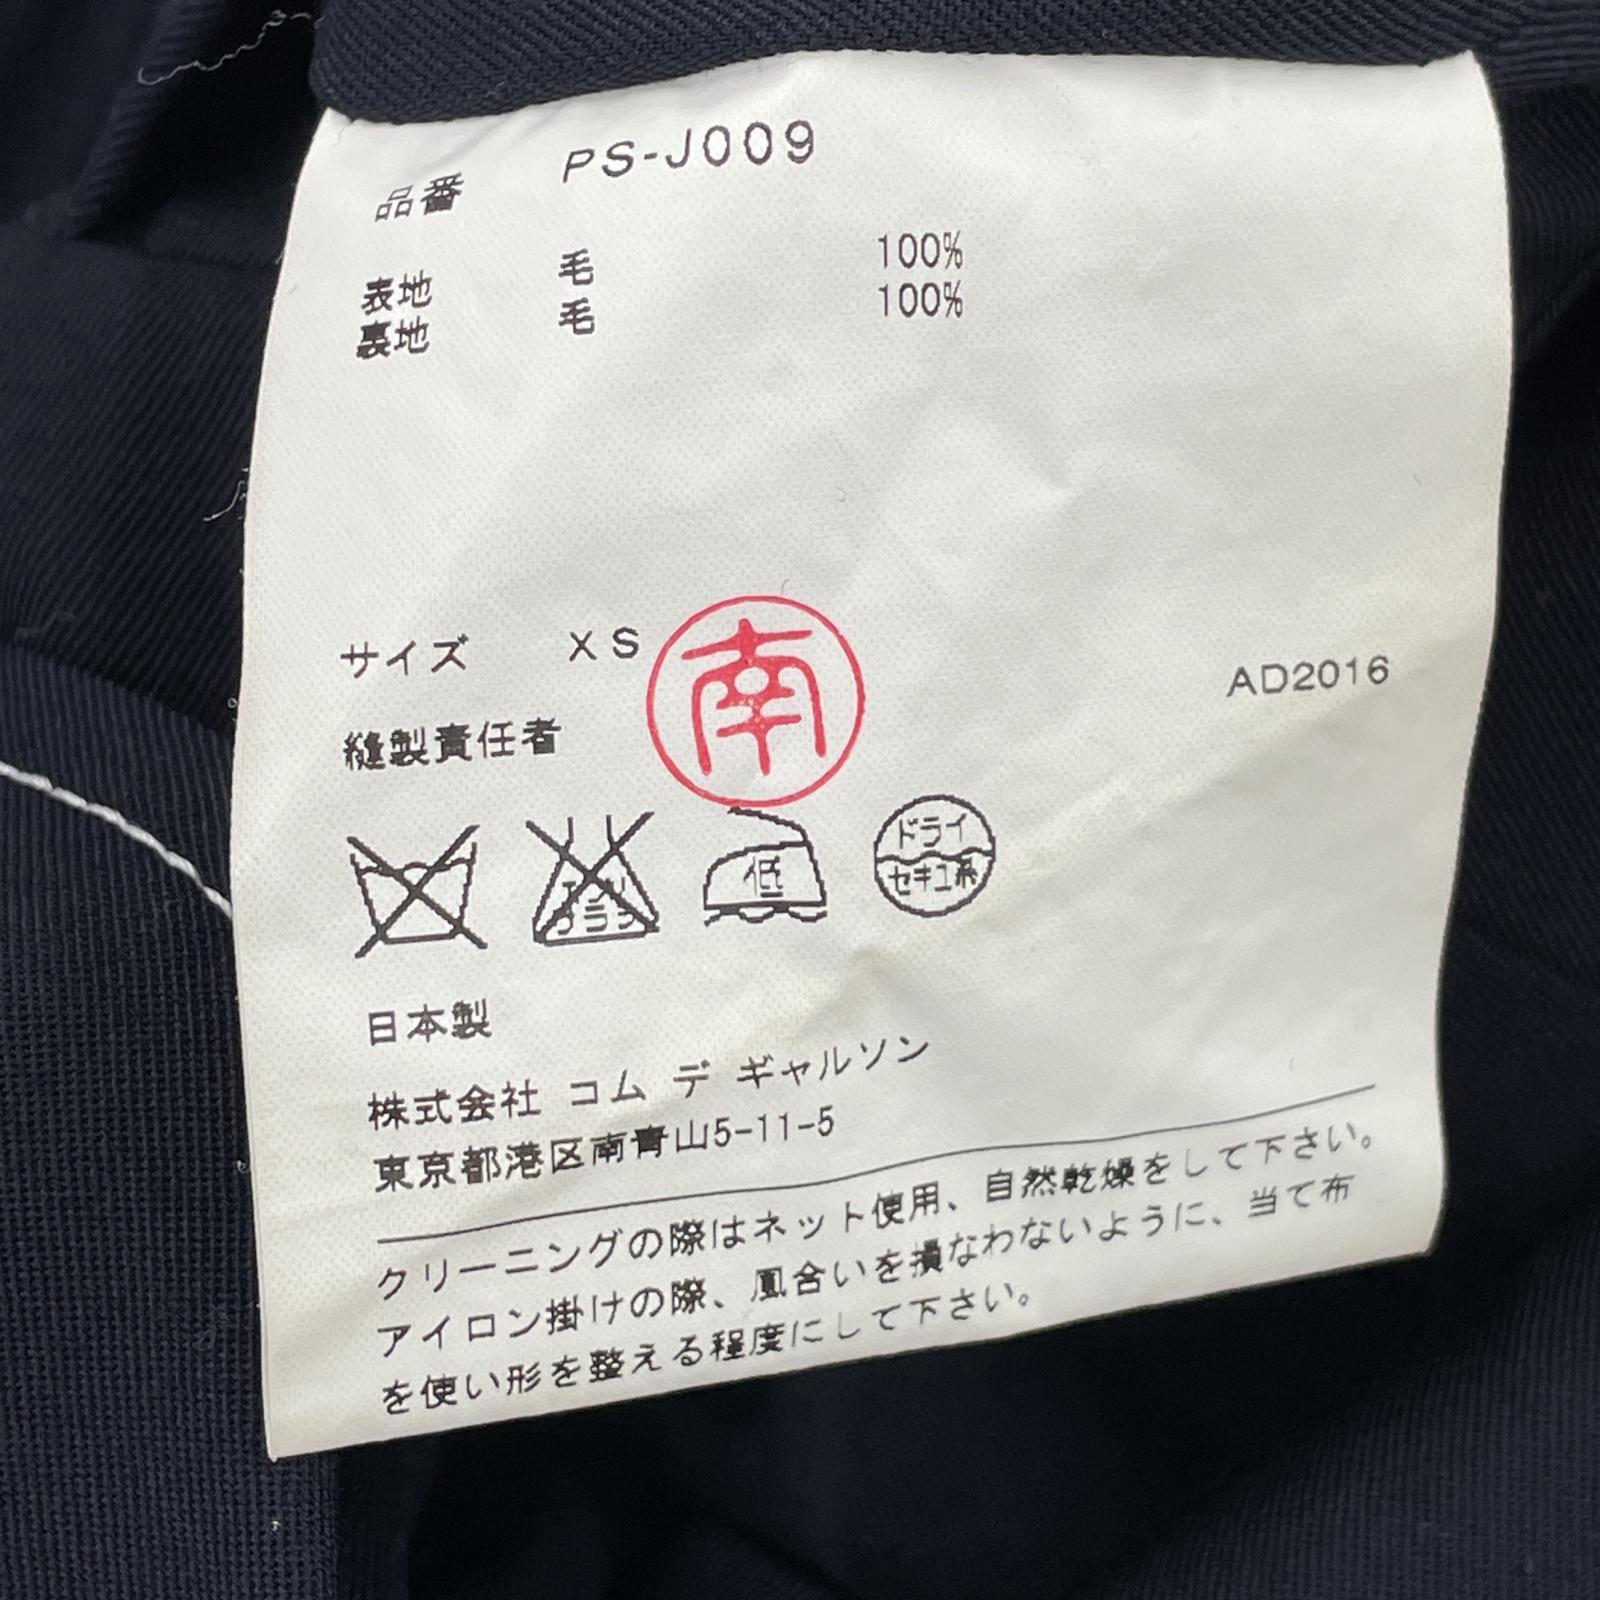 品番 PS-J009
表地 毛 100%
裏地 毛 100%
サイズ XS
南
AD2016
縫製責任者
低
ドライ
セキユ系
日本製
株式会社 コム デ ギャルソン
東京都港区南青山5-11-5
クリーニングの際はネット使用、自然乾燥をして下さい。
アイロン掛けの際、風合いを損なわないように、当て布
を使い形を整える程度にして下さい。